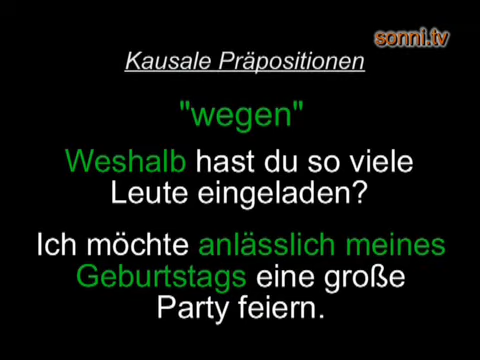 sonni.tv
Kausale Präpositionen
"wegen"
Weshalb hast du so viele
Leute eingeladen?
Ich möchte anlässlich meines
Geburtstags eine große
Party feiern.